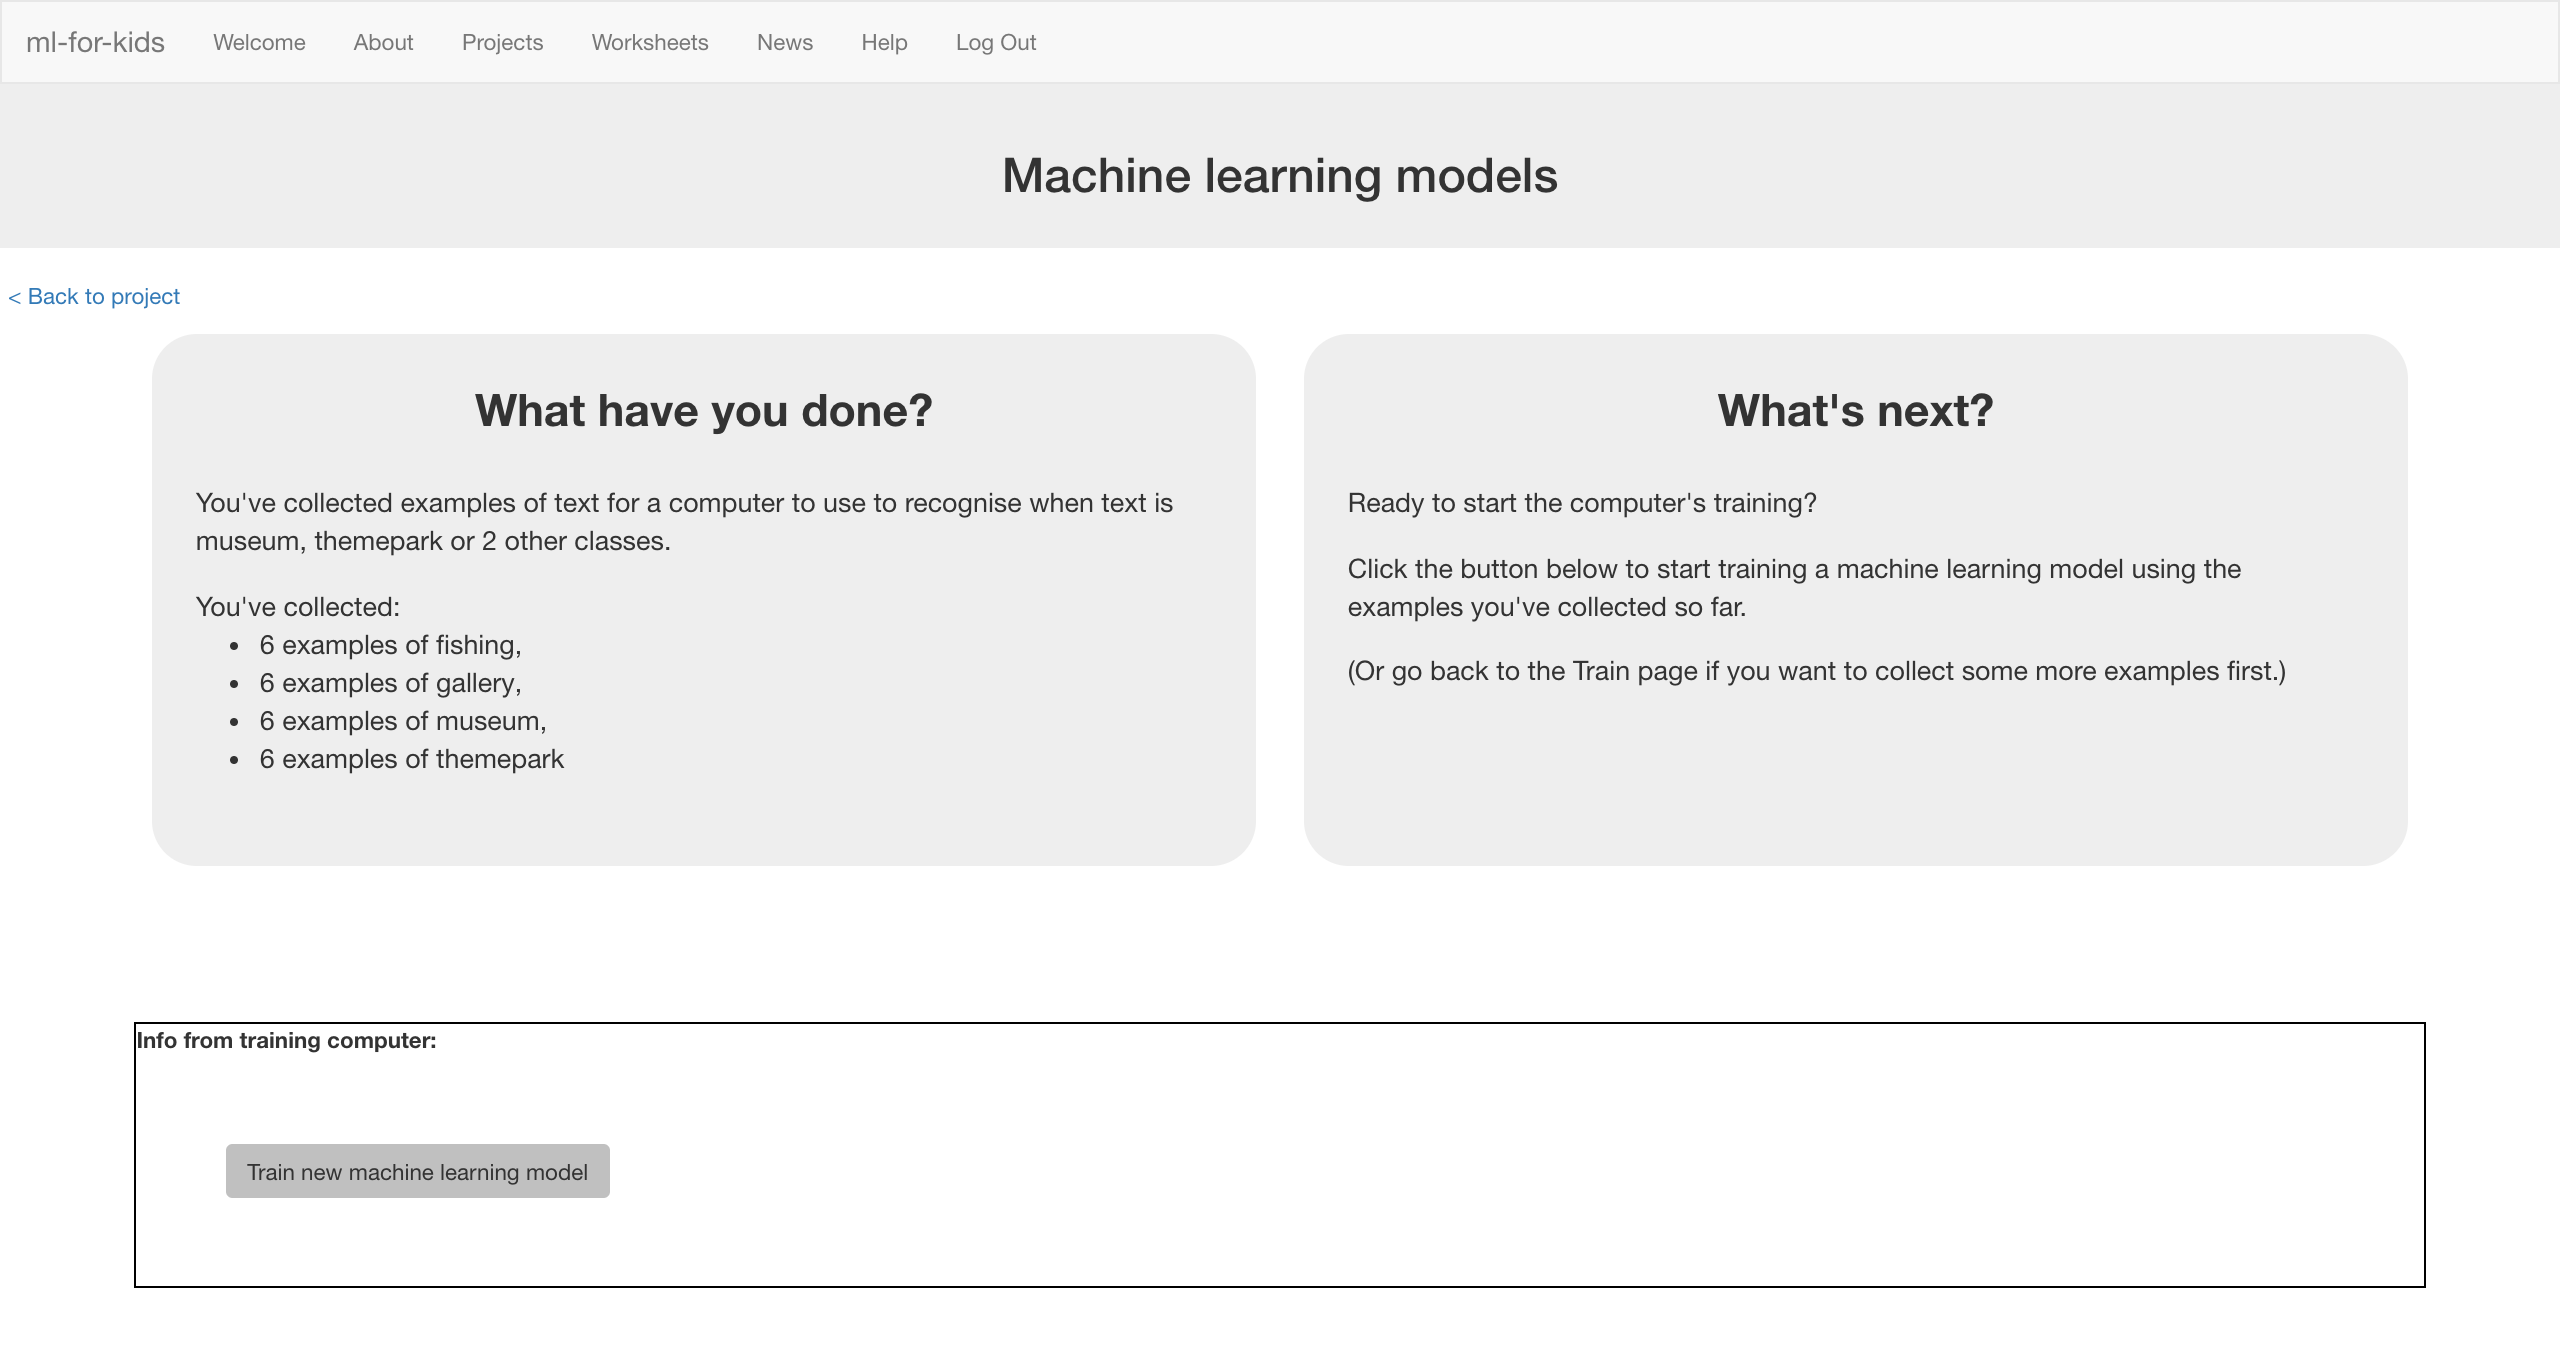 ml-for-kids Welcome About Projects Worksheets News Help Log Out
Machine learning models
< Back to project
What have you done?
You've collected examples of text for a computer to use to recognise when text is
museum, themepark or 2 other classes.
You've collected:
• 6 examples of fishing,
• 6 examples of gallery,
• 6 examples of museum,
• 6 examples of themepark
What's next?
Ready to start the computer's training?
Click the button below to start training a machine learning model using the
examples you've collected so far.
(Or go back to the Train page if you want to collect some more examples first.)
Info from training computer:
Train new machine learning model